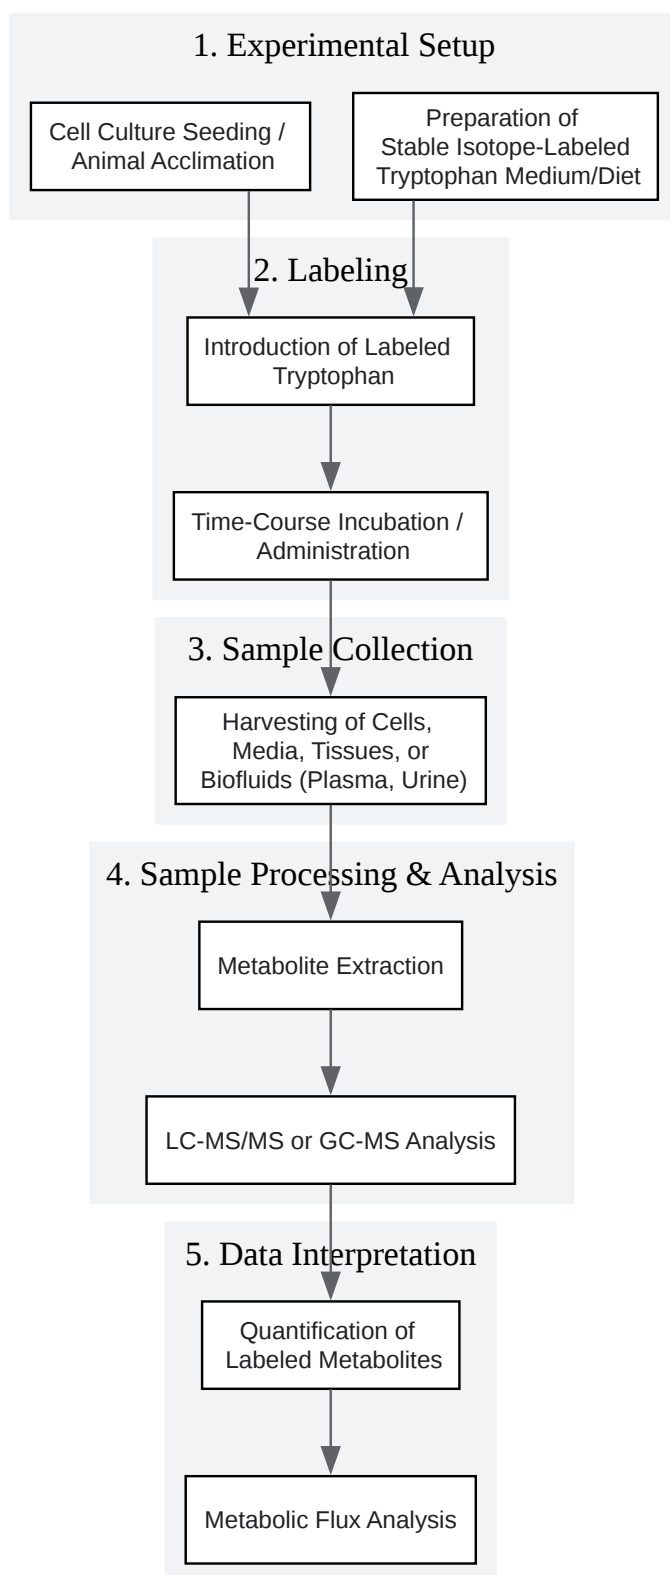 1. Experimental Setup
Cell Culture Seeding /
Animal Acclimation
Preparation of
Stable Isotope-Labeled
Tryptophan Medium/Diet
2. Labeling
Introduction of Labeled
Tryptophan
Time-Course Incubation /
Administration
3. Sample Collection
Harvesting of Cells,
Media, Tissues, or
Biofluids (Plasma, Urine)
4. Sample Processing & Analysis
Metabolite Extraction
LC-MS/MS or GC-MS Analysis
5. Data Interpretation
Quantification of
Labeled Metabolites
Metabolic Flux Analysis